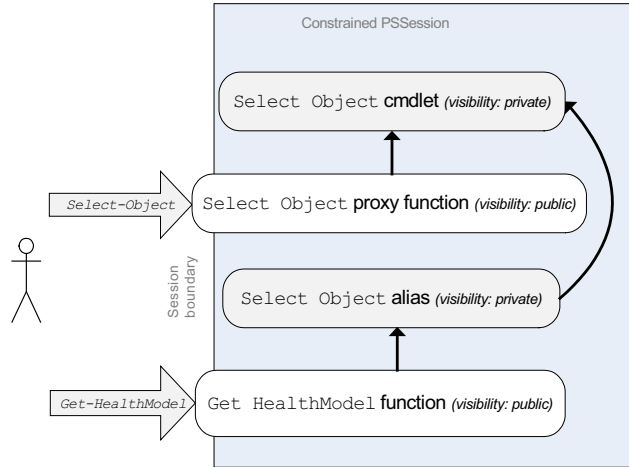 Constrained PSSession
Select Object cmdlet (visibility: private)
Select-Object
Select Object proxy function (visibility: public)
Session
boundary
Select Object alias (visibility: private)
Get-HealthModel
Get HealthModel function (visibility: public)